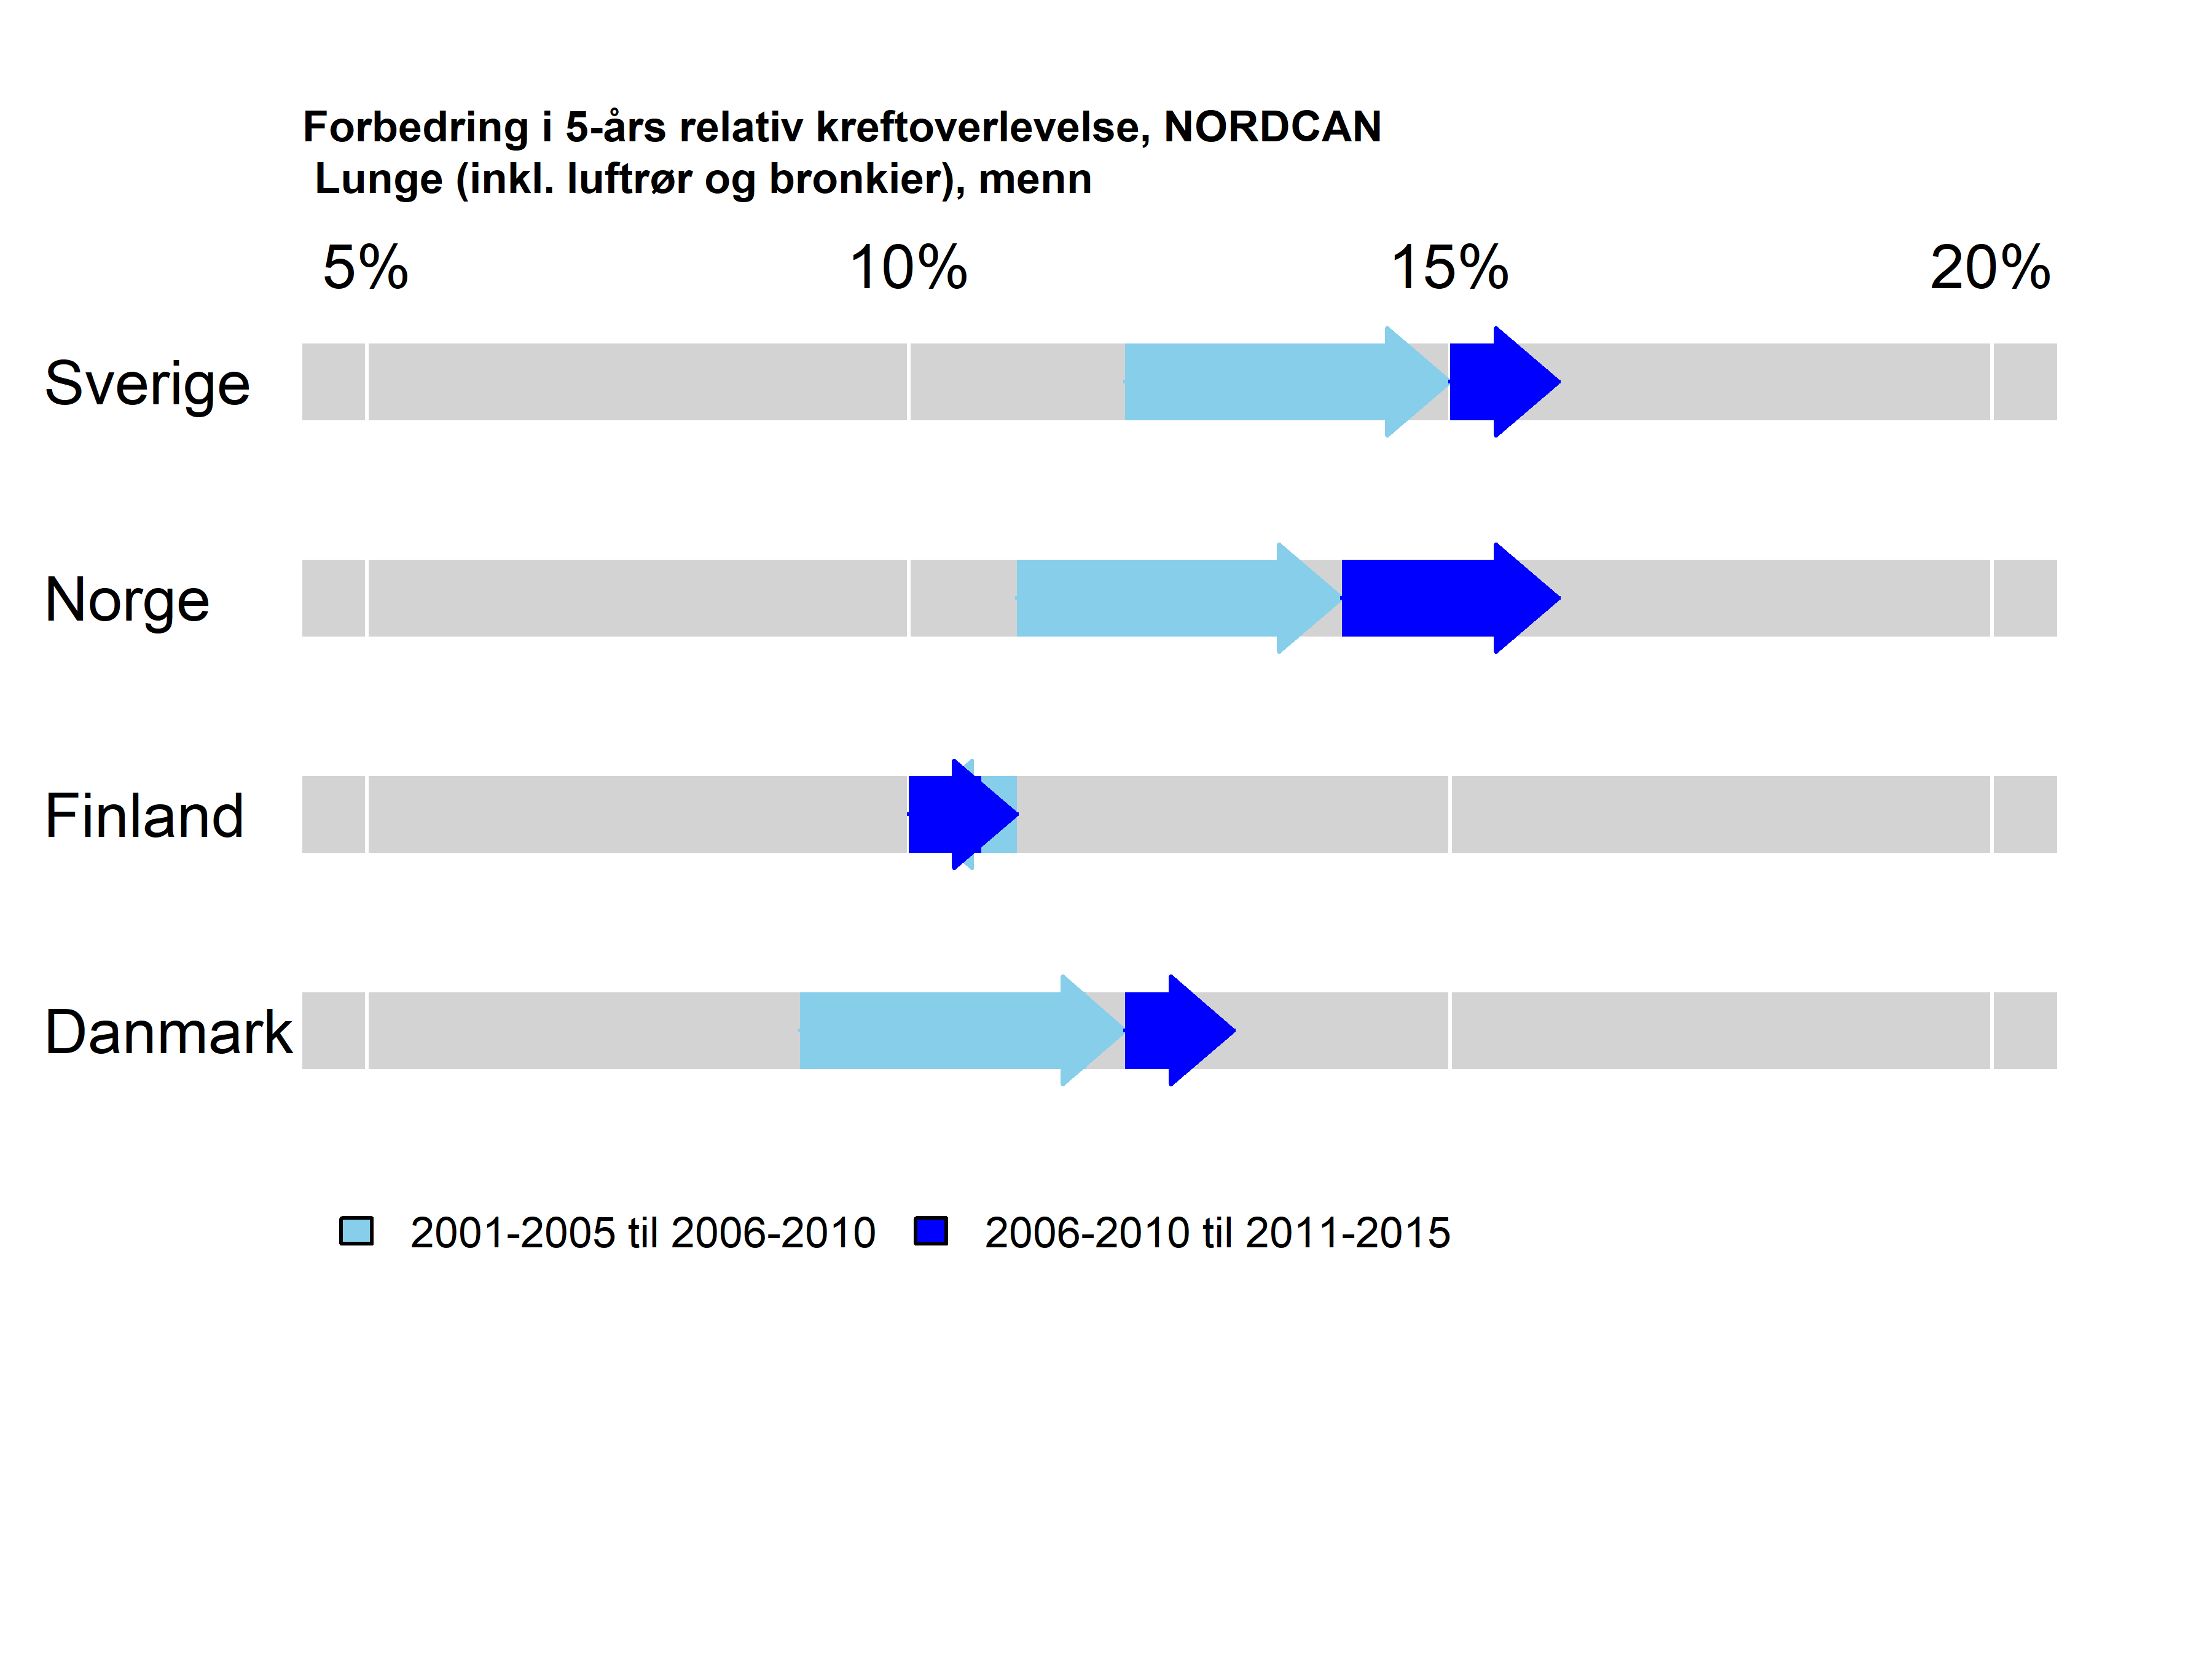 Forbedring i 5-års relativ kreftoverlevelse, NORDCAN
Lunge (inkl. luftrør og bronkier), menn
5% 10% 15% 20%
Sverige
Norge
Finland
Danmark
2001-2005 til 2006-2010 2006-2010 til 2011-2015